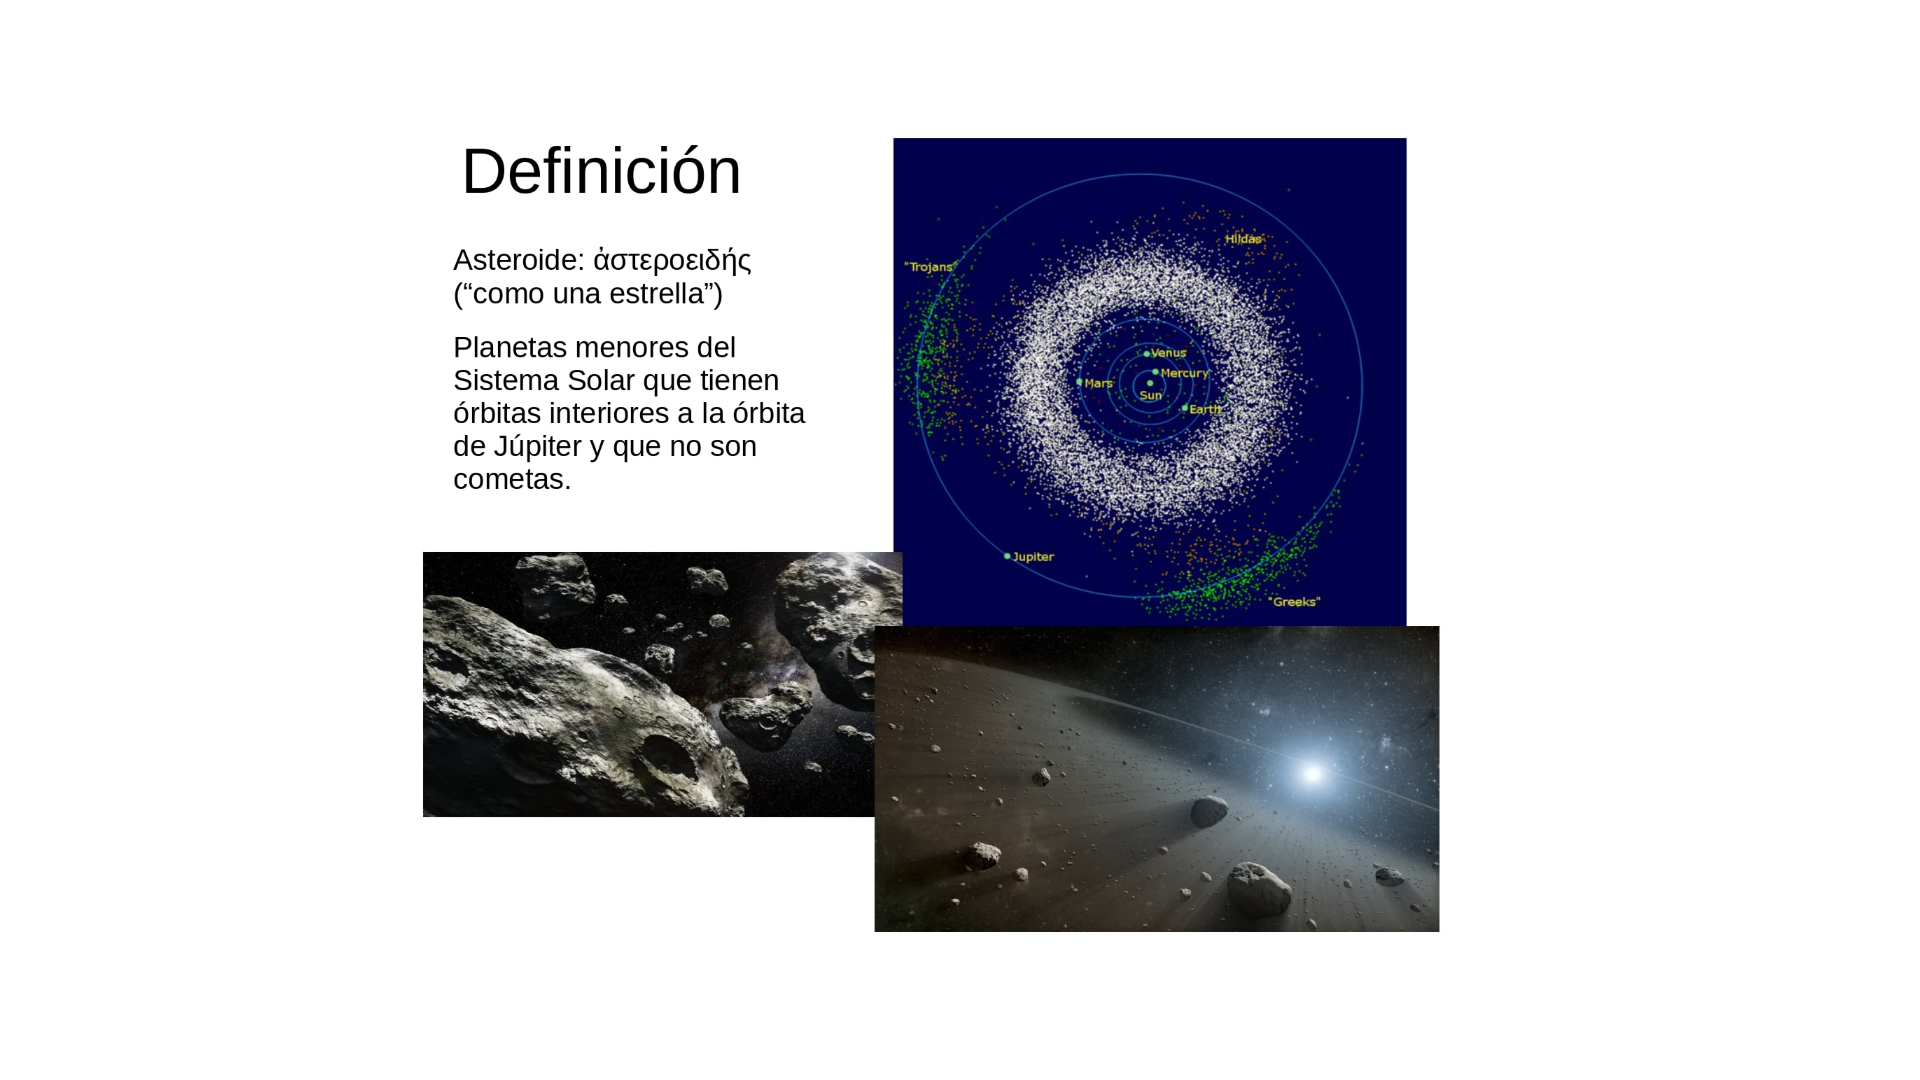 Definición
Asteroide: ἀστεροειδής
(“como una estrella”)
Planetas menores del
Sistema Solar que tienen
órbitas interiores a la órbita
de Júpiter y que no son
cometas.
Hildas
"Trojans"
Venus
Mercury
Mars
Sun
Earth
Jupiter
"Greeks"